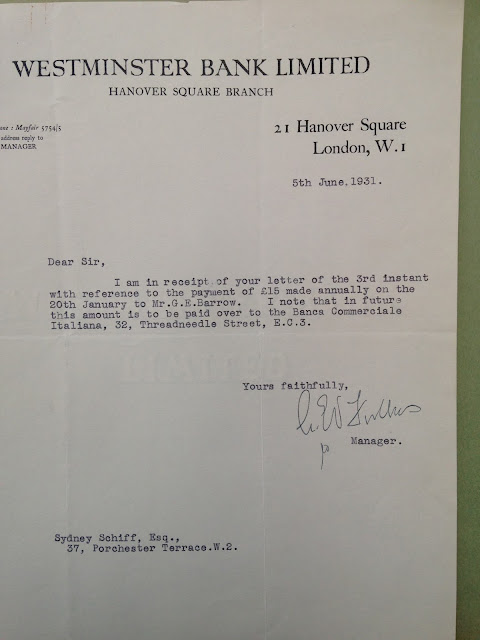 WESTMINSTER BANK LIMITED
HANOVER SQUARE BRANCH
: Mayfair 5754/5
address reply to
MANAGER
21 Hanover Square
London, W.1
5th June.1931.
Dear Sir,
I am in receipt of your letter of the 3rd instant
with reference to the payment of £15 made annually on the
20th January to Mr.G.E.Barrow. I note that in future
this amount is to be paid over to the Banca Commerciale
Italiana, 32, Threadneedle Street, E.C.3.
Yours faithfully,
p
Manager.
Sydney Schiff, Esq.,
37, Porchester Terrace.W.2.